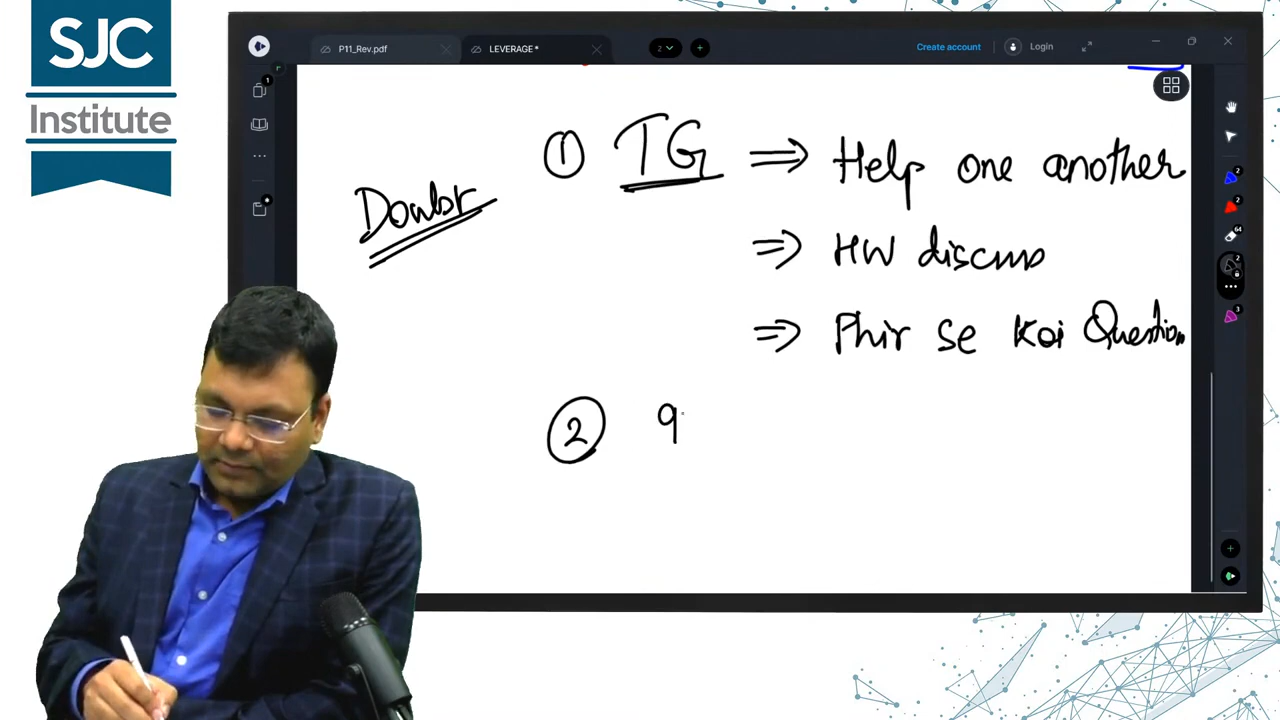 SJC
Institute
P11_Rev.pdf
LEVERAGE*
2
Create account
Login
① TG ⇒ Help one another
Doubt
⇒ HW discuss
⇒ Phir se Koi Question
② 9